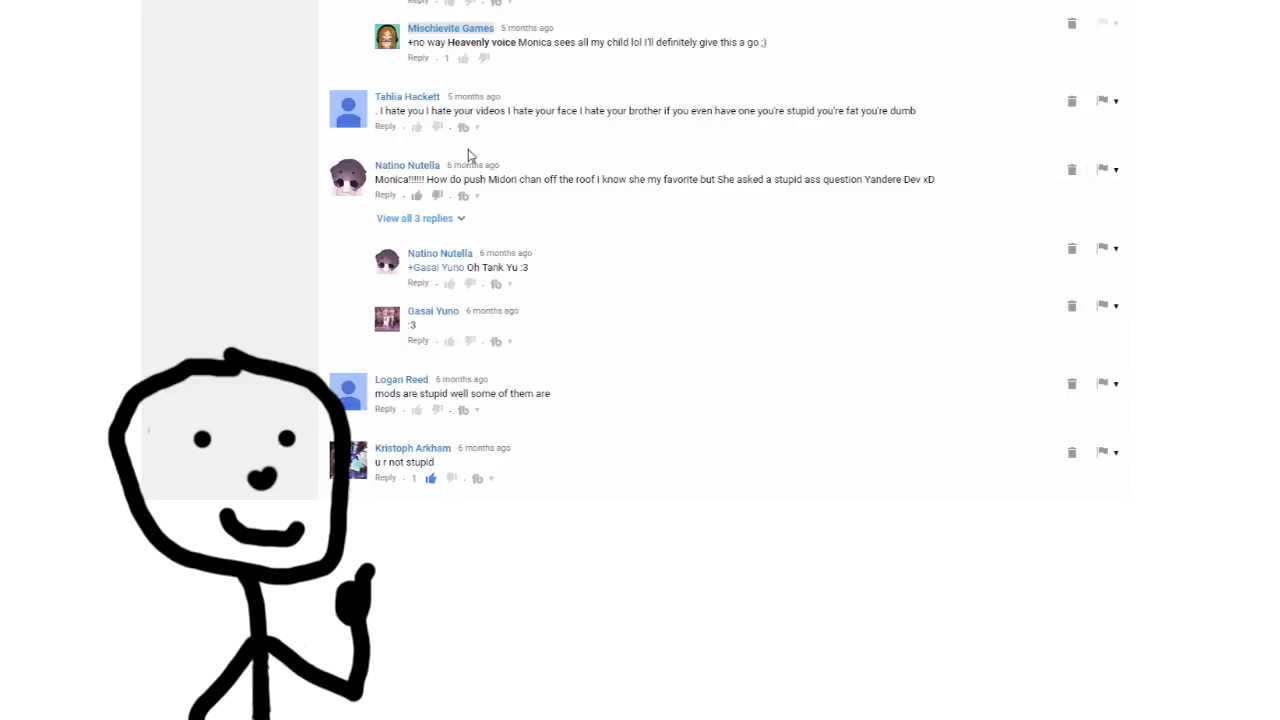 Reply
Mischievite Games 5 months ago
+no way Heavenly voice Monica sees all my child lol I'll definitely give this a go ;)
Reply · 1
Tahlia Hackett 5 months ago
. I hate you I hate your videos I hate your face I hate your brother if you even have one you're stupid you're fat you're dumb
Reply ·
Natino Nutella 6 months ago
Monica!!!!!! How do push Midori chan off the roof I know she my favorite but She asked a stupid ass question Yandere Dev xD
Reply ·
View all 3 replies
Natino Nutella 6 months ago
+Gasai Yuno Oh Tank Yu :3
Reply ·
Gasai Yuno 6 months ago
:3
Reply ·
Logan Reed 6 months ago
mods are stupid well some of them are
Reply ·
Kristoph Arkham 6 months ago
u r not stupid
Reply · 1